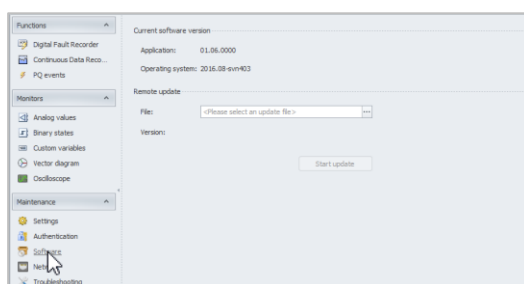 Functions
Digital Fault Recorder
Continuous Data Reco...
PQ events
Monitors
Analog values
Binary states
Custom variables
Vector diagram
Oscilloscope
Maintenance
Settings
Authentication
Software
Troubleshooting
Current software version
Application: 01.06.0000
Operating system: 2016.08-svn403
Remote update
File: <Please select an update file> ...
Version:
Start update